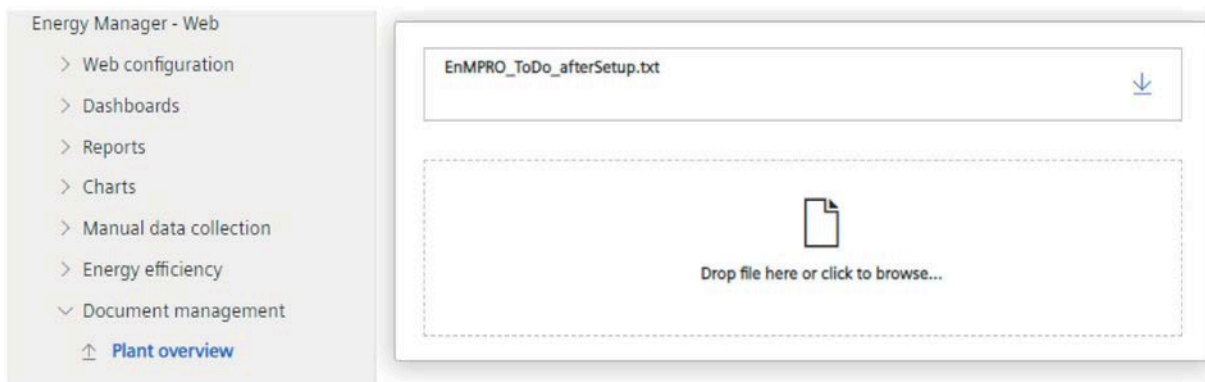 Energy Manager - Web
Web configuration
Dashboards
Reports
Charts
Manual data collection
Energy efficiency
Document management
Plant overview
EnMPRO_ToDo_afterSetup.txt
Drop file here or click to browse...